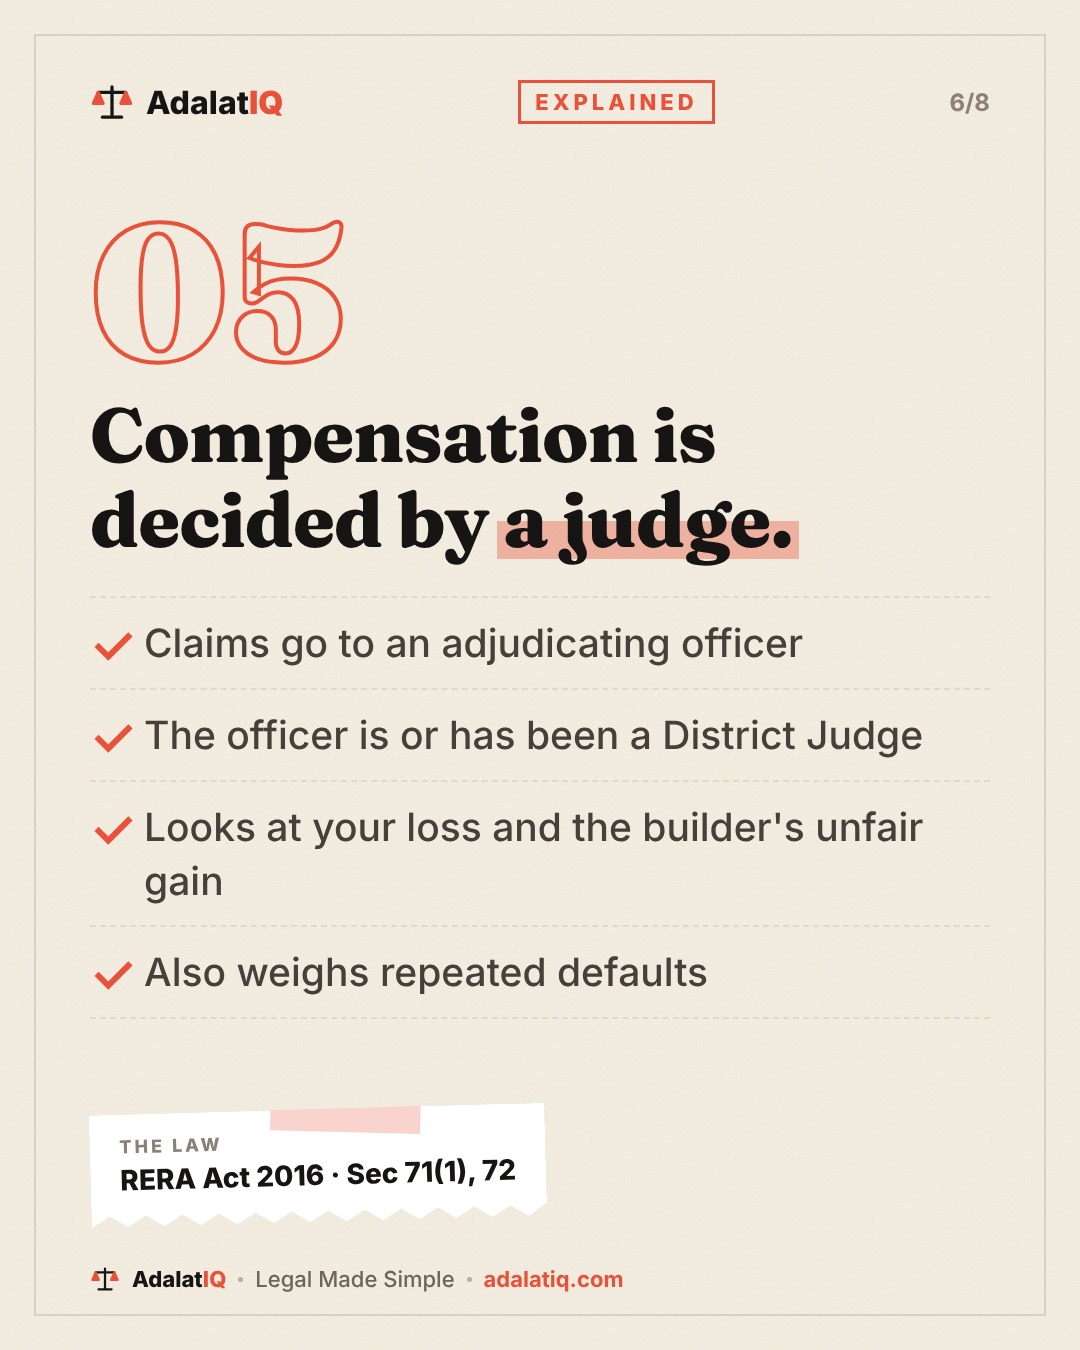 AdalatIQ
EXPLAINED
6/8
05
Compensation is
decided by a judge.
Claims go to an adjudicating officer
The officer is or has been a District Judge
Looks at your loss and the builder's unfair
gain
Also weighs repeated defaults
THE LAW
RERA Act 2016 · Sec 71(1), 72
AdalatIQ • Legal Made Simple • adalatiq.com